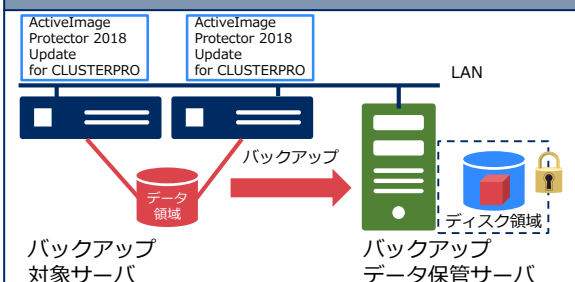 ActiveImage
Protector 2018
Update
for CLUSTERPRO
ActiveImage
Protector 2018
Update
for CLUSTERPRO
LAN
バックアップ
データ
領域
ディスク領域
バックアップ
対象サーバ
バックアップ
データ保管サーバ